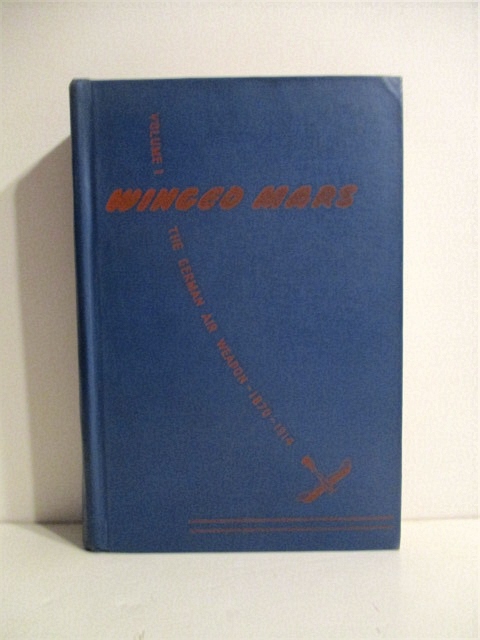 VOLUME I
WINGED MARS
THE GERMAN AIR WEAPON-1870-1914